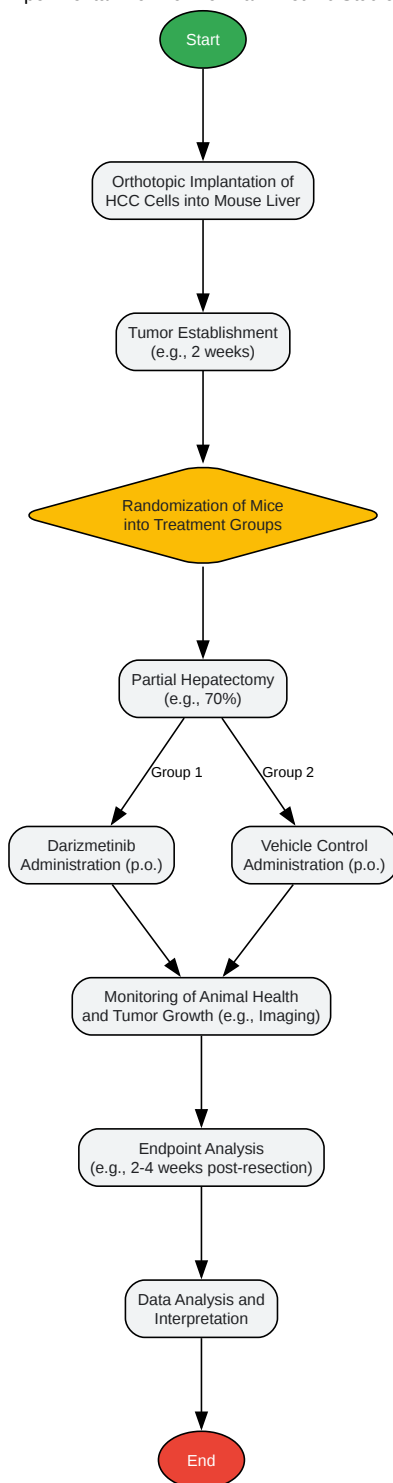 Start
Orthotopic Implantation of
HCC Cells into Mouse Liver
Tumor Establishment
(e.g., 2 weeks)
Randomization of Mice
into Treatment Groups
Partial Hepatectomy
(e.g., 70%)
Group 1
Group 2
Darizmetinib
Administration (p.o.)
Vehicle Control
Administration (p.o.)
Monitoring of Animal Health
and Tumor Growth (e.g., Imaging)
Endpoint Analysis
(e.g., 2-4 weeks post-resection)
Data Analysis and
Interpretation
End